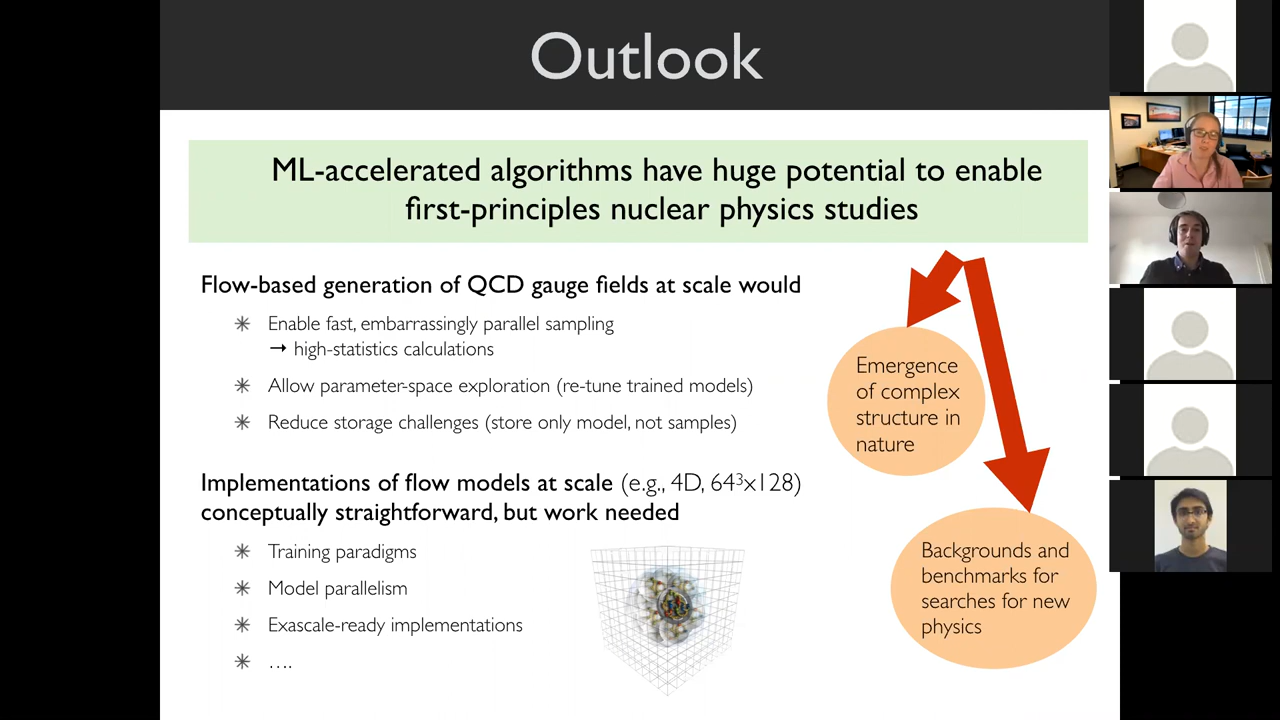 Outlook
ML-accelerated algorithms have huge potential to enable
first-principles nuclear physics studies
Flow-based generation of QCD gauge fields at scale would
✳ Enable fast, embarrassingly parallel sampling
→ high-statistics calculations
✳ Allow parameter-space exploration (re-tune trained models)
✳ Reduce storage challenges (store only model, not samples)
Implementations of flow models at scale (e.g., 4D, 64³x128)
conceptually straightforward, but work needed
✳ Training paradigms
✳ Model parallelism
✳ Exascale-ready implementations
✳ ….
Emergence
of complex
structure in
nature
Backgrounds and
benchmarks for
searches for new
physics